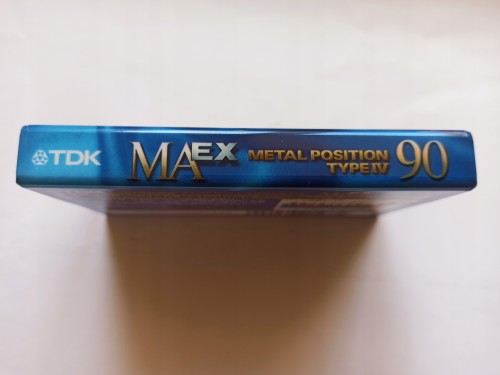 TDK MAEX METAL POSITION TYPE IV 90